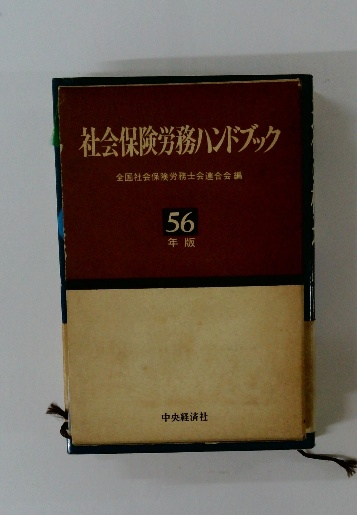 社会保険労務ハンドブック
全国社会保険労務士会連合会編
56
年版
中央経済社